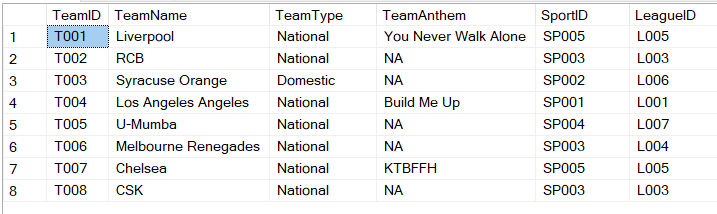 TeamID TeamName TeamType TeamAnthem SportID LeagueID
1 T001 Liverpool National You Never Walk Alone SP005 L005
2 T002 RCB National NA SP003 L003
3 T003 Syracuse Orange Domestic NA SP002 L006
4 T004 Los Angeles Angeles National Build Me Up SP001 L001
5 T005 U-Mumba National NA SP004 L007
6 T006 Melbourne Renegades National NA SP003 L004
7 T007 Chelsea National KTBFFH SP005 L005
8 T008 CSK National NA SP003 L003